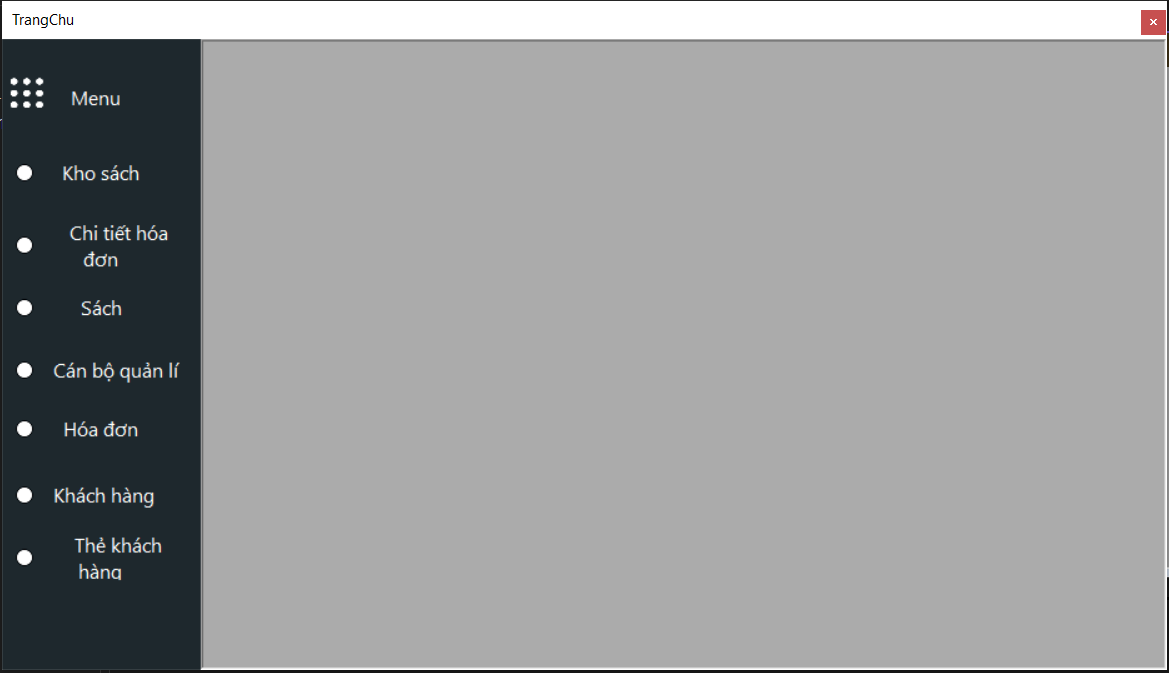 TrangChu
Menu
Kho sách
Chi tiết hóa
đơn
Sách
Cán bộ quản lí
Hóa đơn
Khách hàng
Thẻ khách
hàng